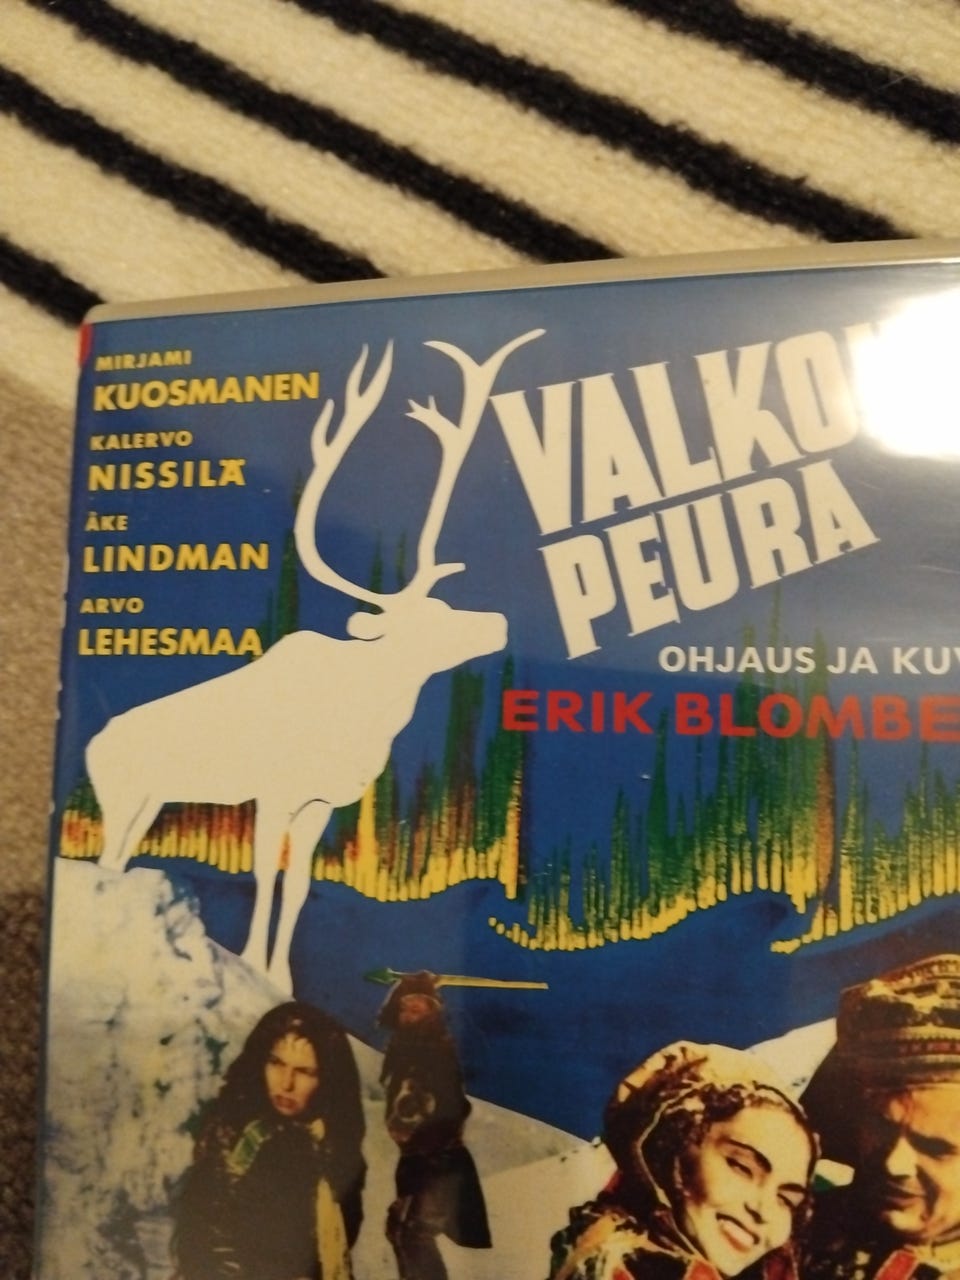 MIRJAMI
KUOSMANEN
KALERVO
NISSILÄ
ÅKE
LINDMAN
ARVO
LEHESMAA
VALKO
PEURA
OHJAUS JA KUV
ERIK BLOMBE